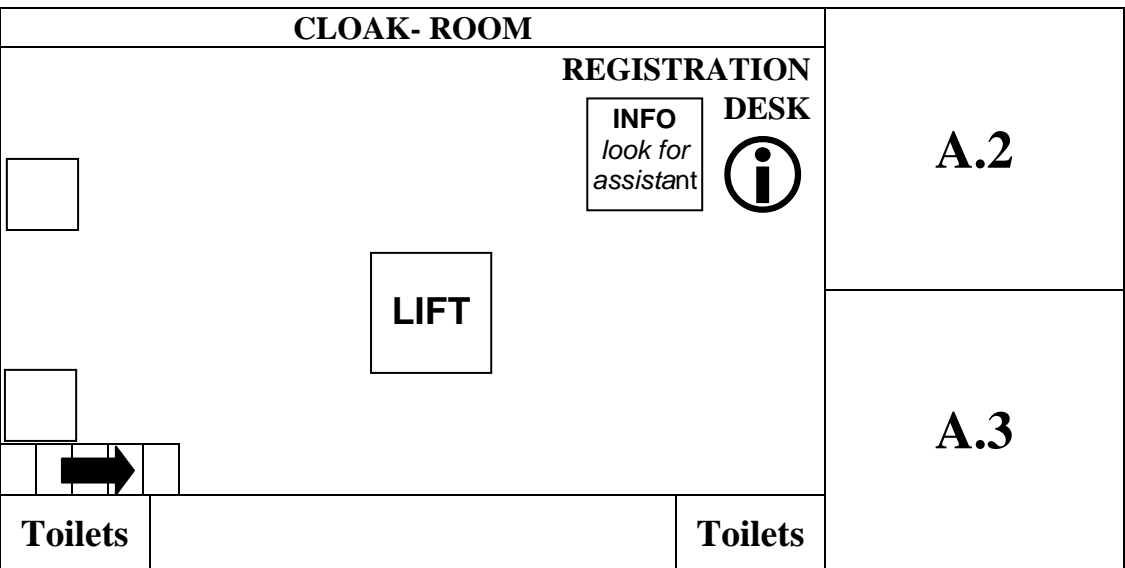 CLOAK- ROOM
REGISTRATION
DESK
INFO
look for
assistant
A.2
LIFT
A.3
Toilets
Toilets